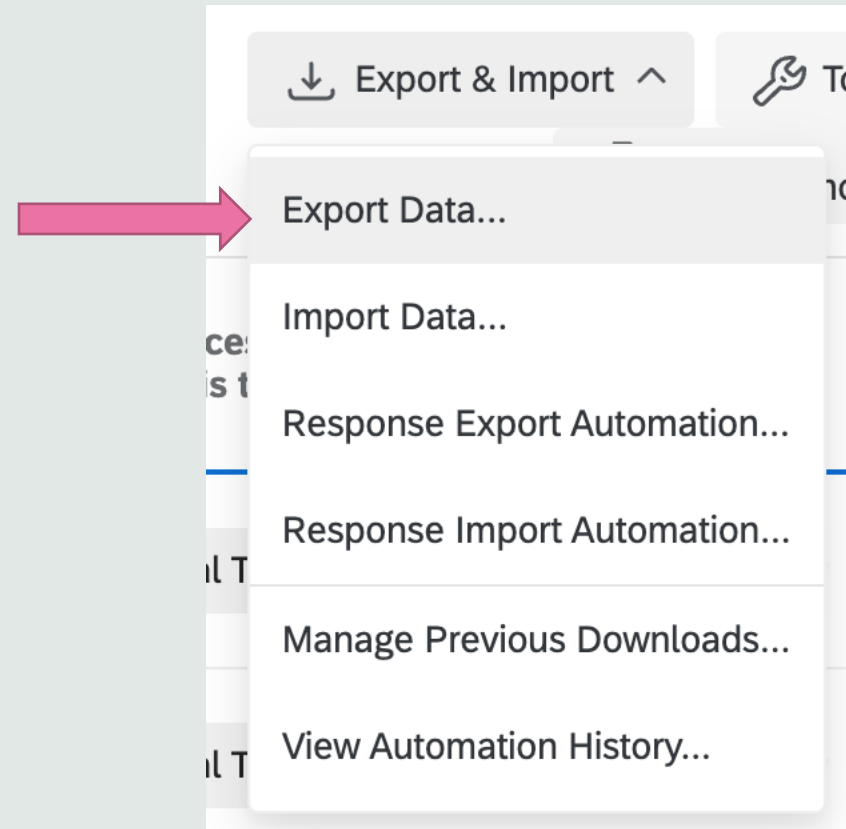 Export & Import
Export Data...
Import Data...
Response Export Automation...
Response Import Automation...
Manage Previous Downloads...
View Automation History...